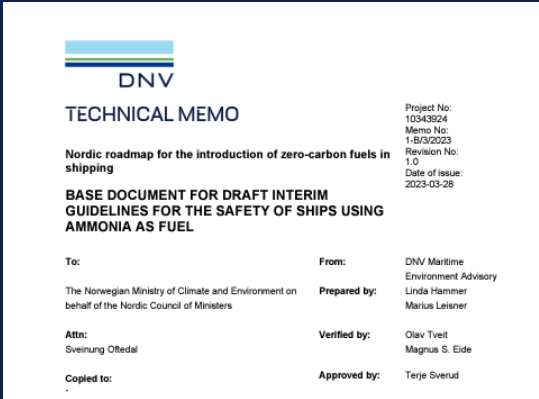 DNV
TECHNICAL MEMO
Project No:
10343924
Memo No:
1-B/3/2023
Revision No:
1.0
Date of issue:
2023-03-28
Nordic roadmap for the introduction of zero-carbon fuels in
shipping
BASE DOCUMENT FOR DRAFT INTERIM
GUIDELINES FOR THE SAFETY OF SHIPS USING
AMMONIA AS FUEL
To:
The Norwegian Ministry of Climate and Environment on
behalf of the Nordic Council of Ministers
Attn:
Sveinung Oftedal
Copied to:
-
From: DNV Maritime
Environment Advisory
Prepared by: Linda Hammer
Marius Leisner
Verified by: Olav Tveit
Magnus S. Eide
Approved by: Terje Sverud